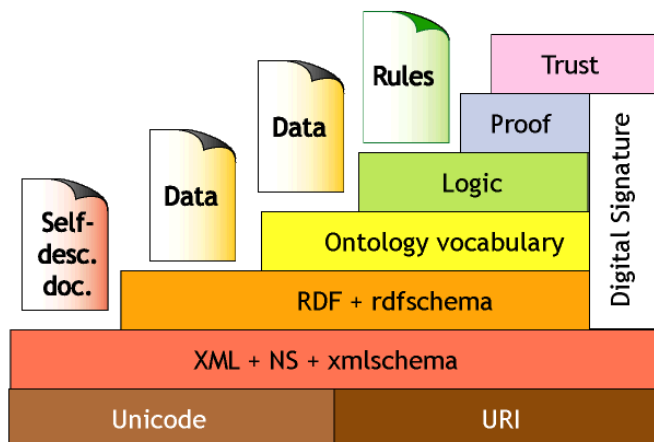 Rules
Trust
Data
Proof
Data
Logic
Self-
desc.
doc.
Ontology vocabulary
Digital Signature
RDF + rdfschema
XML + NS + xmlschema
Unicode
URI